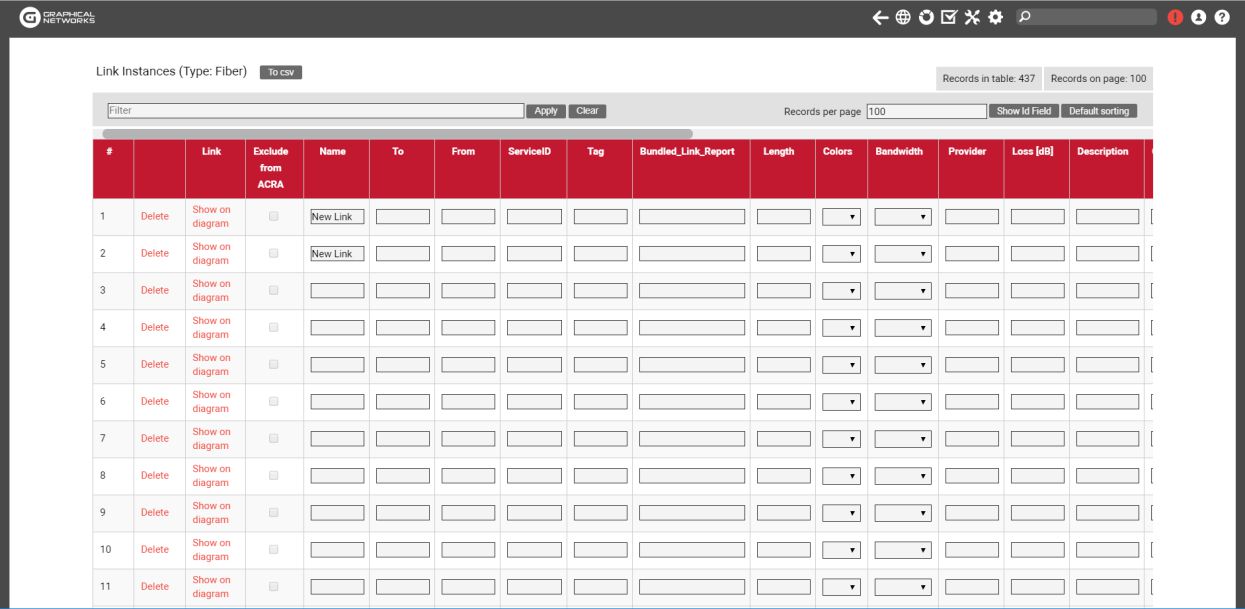 GRAPHICAL
NETWORKS
Link Instances (Type: Fiber) To csv
Records in table: 437 Records on page: 100
Filter Apply Clear Records per page 100 Show Id Field Default sorting
# Link Exclude from ACRA Name To From ServiceID Tag Bundled_Link_Report Length Colors Bandwidth Provider Loss [dB] Description
1 Delete Show on diagram New Link
2 Delete Show on diagram New Link
3 Delete Show on diagram
4 Delete Show on diagram
5 Delete Show on diagram
6 Delete Show on diagram
7 Delete Show on diagram
8 Delete Show on diagram
9 Delete Show on diagram
10 Delete Show on diagram
11 Delete Show on diagram